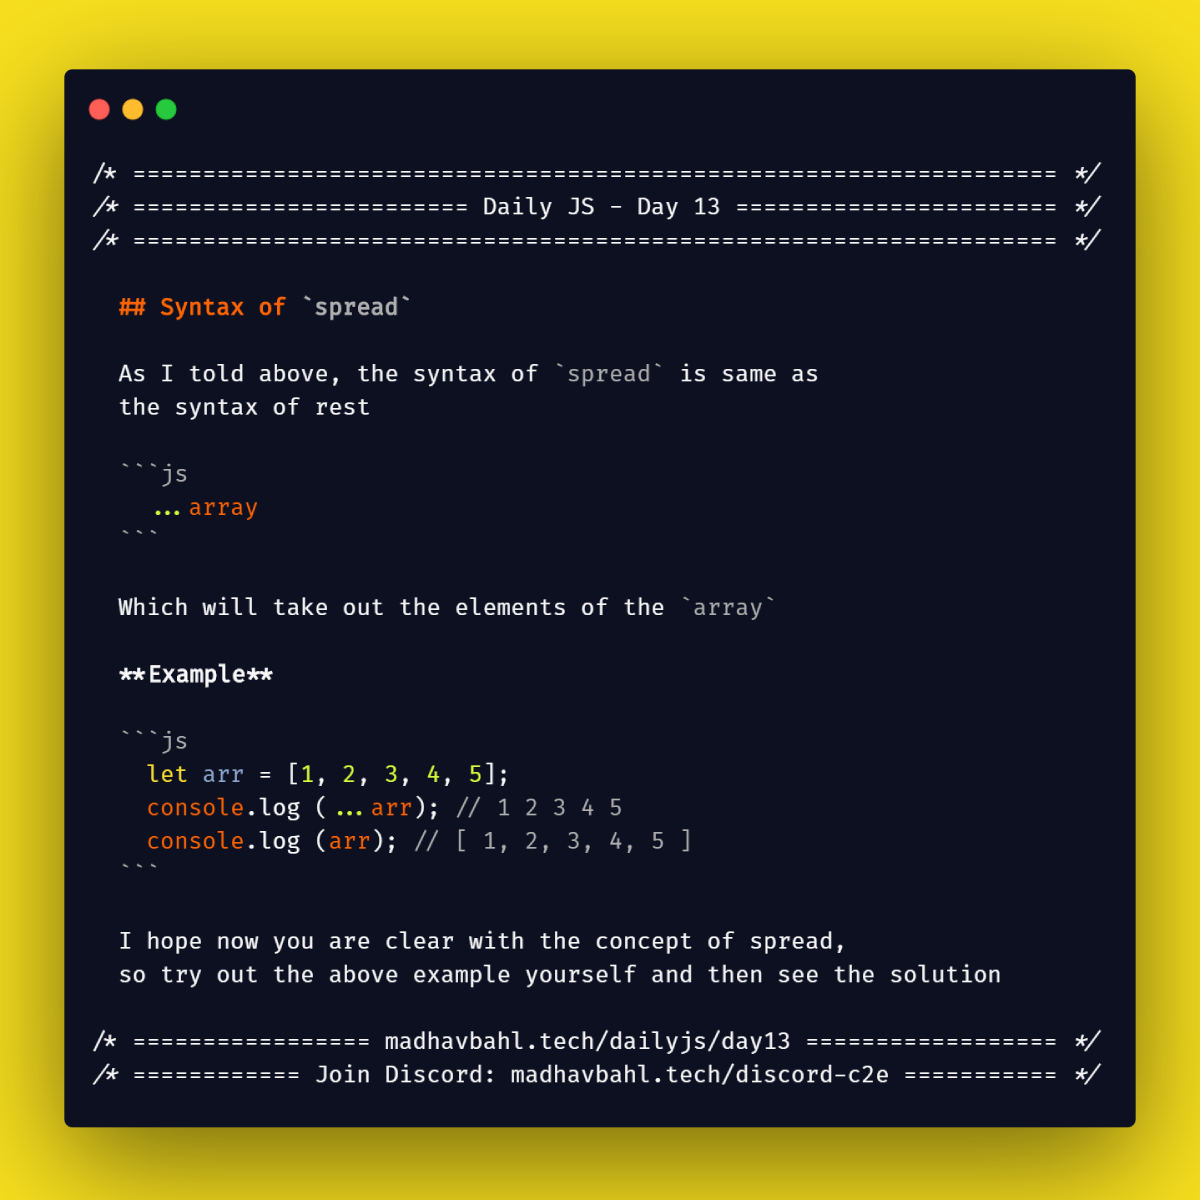 /* ================================================================== */
/* ======================== Daily JS - Day 13 ======================= */
/* ================================================================== */
## Syntax of `spread`
As I told above, the syntax of `spread` is same as
the syntax of rest
```js
...array
```
Which will take out the elements of the `array`
**Example**
```js
let arr = [1, 2, 3, 4, 5];
console.log (...arr); // 1 2 3 4 5
console.log (arr); // [ 1, 2, 3, 4, 5 ]
```
I hope now you are clear with the concept of spread,
so try out the above example yourself and then see the solution
/* ================= madhavbahl.tech/dailyjs/day13 ================== */
/* ============ Join Discord: madhavbahl.tech/discord-c2e =========== */